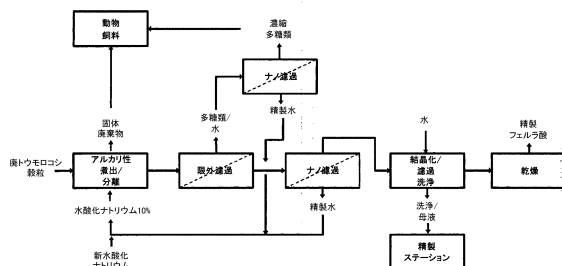 動物
飼料
濃縮
多糖類
ナノ濾過
固体
廃棄物
多糖類/
水
精製水
水
精製
フェルラ酸
廃トウモロコシ
穀粒
アルカリ性
煮出/
分離
限外濾過
ナノ濾過
結晶化/
濾過
洗浄
乾燥
水酸化ナトリウム10%
精製水
洗浄/
母液
新水酸化
ナトリウム
精製
ステーション